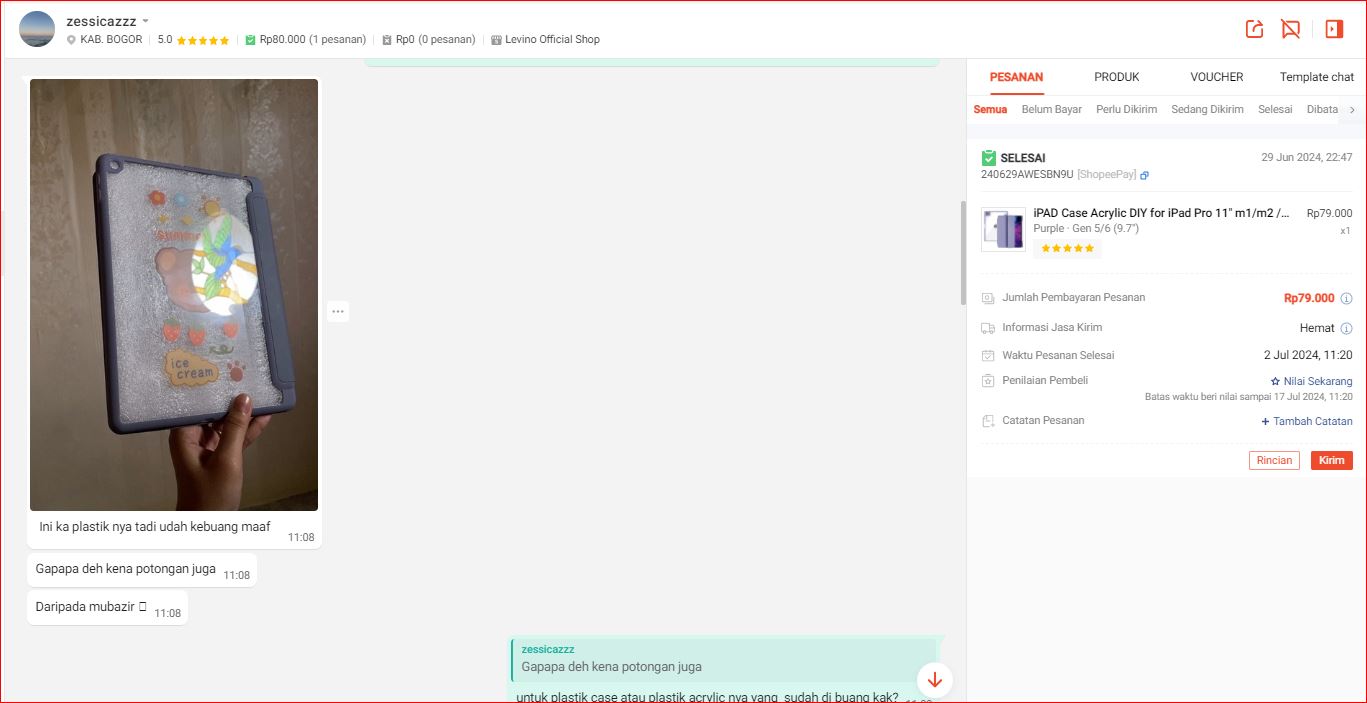 zessicazzz
KAB. BOGOR
5.0
Rp80.000 (1 pesanan)
Rp0 (0 pesanan)
Levino Official Shop
Summer
ice
cream
Ini ka plastik nya tadi udah kebuang maaf
11:08
Gapapa deh kena potongan juga
11:08
Daripada mubazir
11:08
zessicazzz
Gapapa deh kena potongan juga
untuk plastik case atau plastik acrylic nya yang sudah di buang kak?
PESANAN PRODUK VOUCHER Template chat
Semua Belum Bayar Perlu Dikirim Sedang Dikirim Selesai Dibata
SELESAI 29 Jun 2024, 22:47
240629AWESBN9U [ShopeePay]
iPAD Case Acrylic DIY for iPad Pro 11" m1/m2 /... Rp79.000
Purple · Gen 5/6 (9.7") x1
Jumlah Pembayaran Pesanan Rp79.000
Informasi Jasa Kirim Hemat
Waktu Pesanan Selesai 2 Jul 2024, 11:20
Penilaian Pembeli Nilai Sekarang
Batas waktu beri nilai sampai 17 Jul 2024, 11:20
Catatan Pesanan + Tambah Catatan
Rincian Kirim